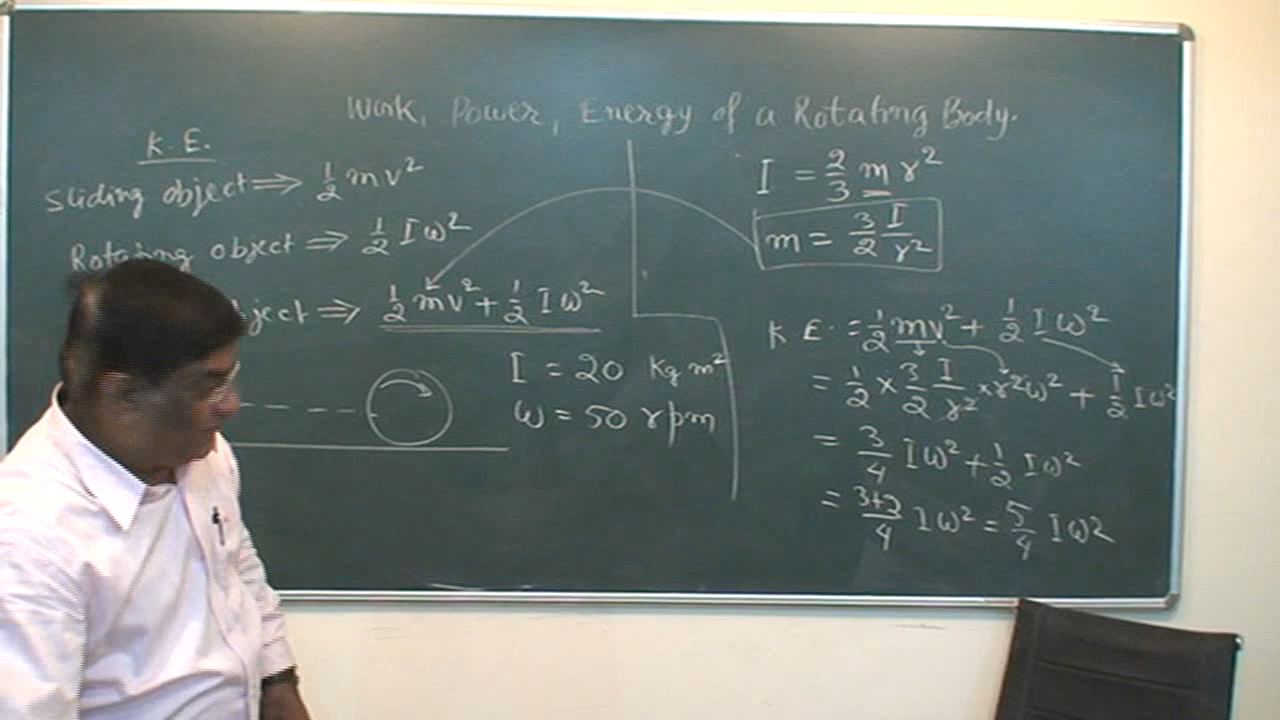 Work, Power, Energy of a Rotating Body.
K.E.
Sliding object ⇒ ½ mv²
Rotating object ⇒ ½ Iω²
ject ⇒ ½ mv² + ½ Iω²
I = 20 Kg m²
ω = 50 rpm
I = 2/3 m r²
m = 3/2 I/r²
K E. = ½ mv² + ½ Iω²
= ½ × 3/2 I/r² × r²ω² + ½ Iω²
= 3/4 Iω² + ½ Iω²
= 3+2/4 Iω² = 5/4 Iω2